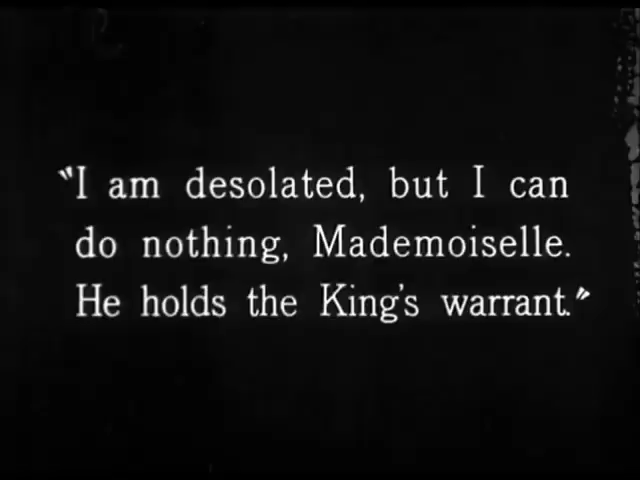 "I am desolated, but I can
do nothing, Mademoiselle.
He holds the King's warrant."